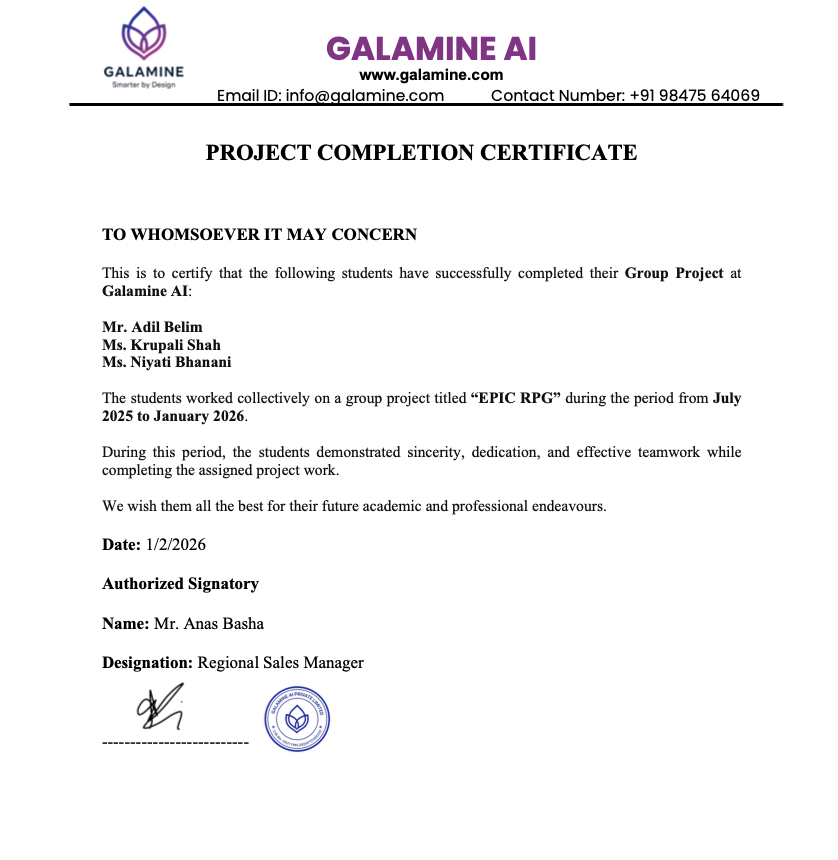 GALAMINE
Smarter by Design
GALAMINE AI
www.galamine.com
Email ID: info@galamine.com Contact Number: +91 98475 64069
PROJECT COMPLETION CERTIFICATE
TO WHOMSOEVER IT MAY CONCERN
This is to certify that the following students have successfully completed their Group Project at
Galamine AI:
Mr. Adil Belim
Ms. Krupali Shah
Ms. Niyati Bhanani
The students worked collectively on a group project titled “EPIC RPG” during the period from July
2025 to January 2026.
During this period, the students demonstrated sincerity, dedication, and effective teamwork while
completing the assigned project work.
We wish them all the best for their future academic and professional endeavours.
Date: 1/2/2026
Authorized Signatory
Name: Mr. Anas Basha
Designation: Regional Sales Manager
GALAMINE AI PRIVATE LIMITED
--------------------------